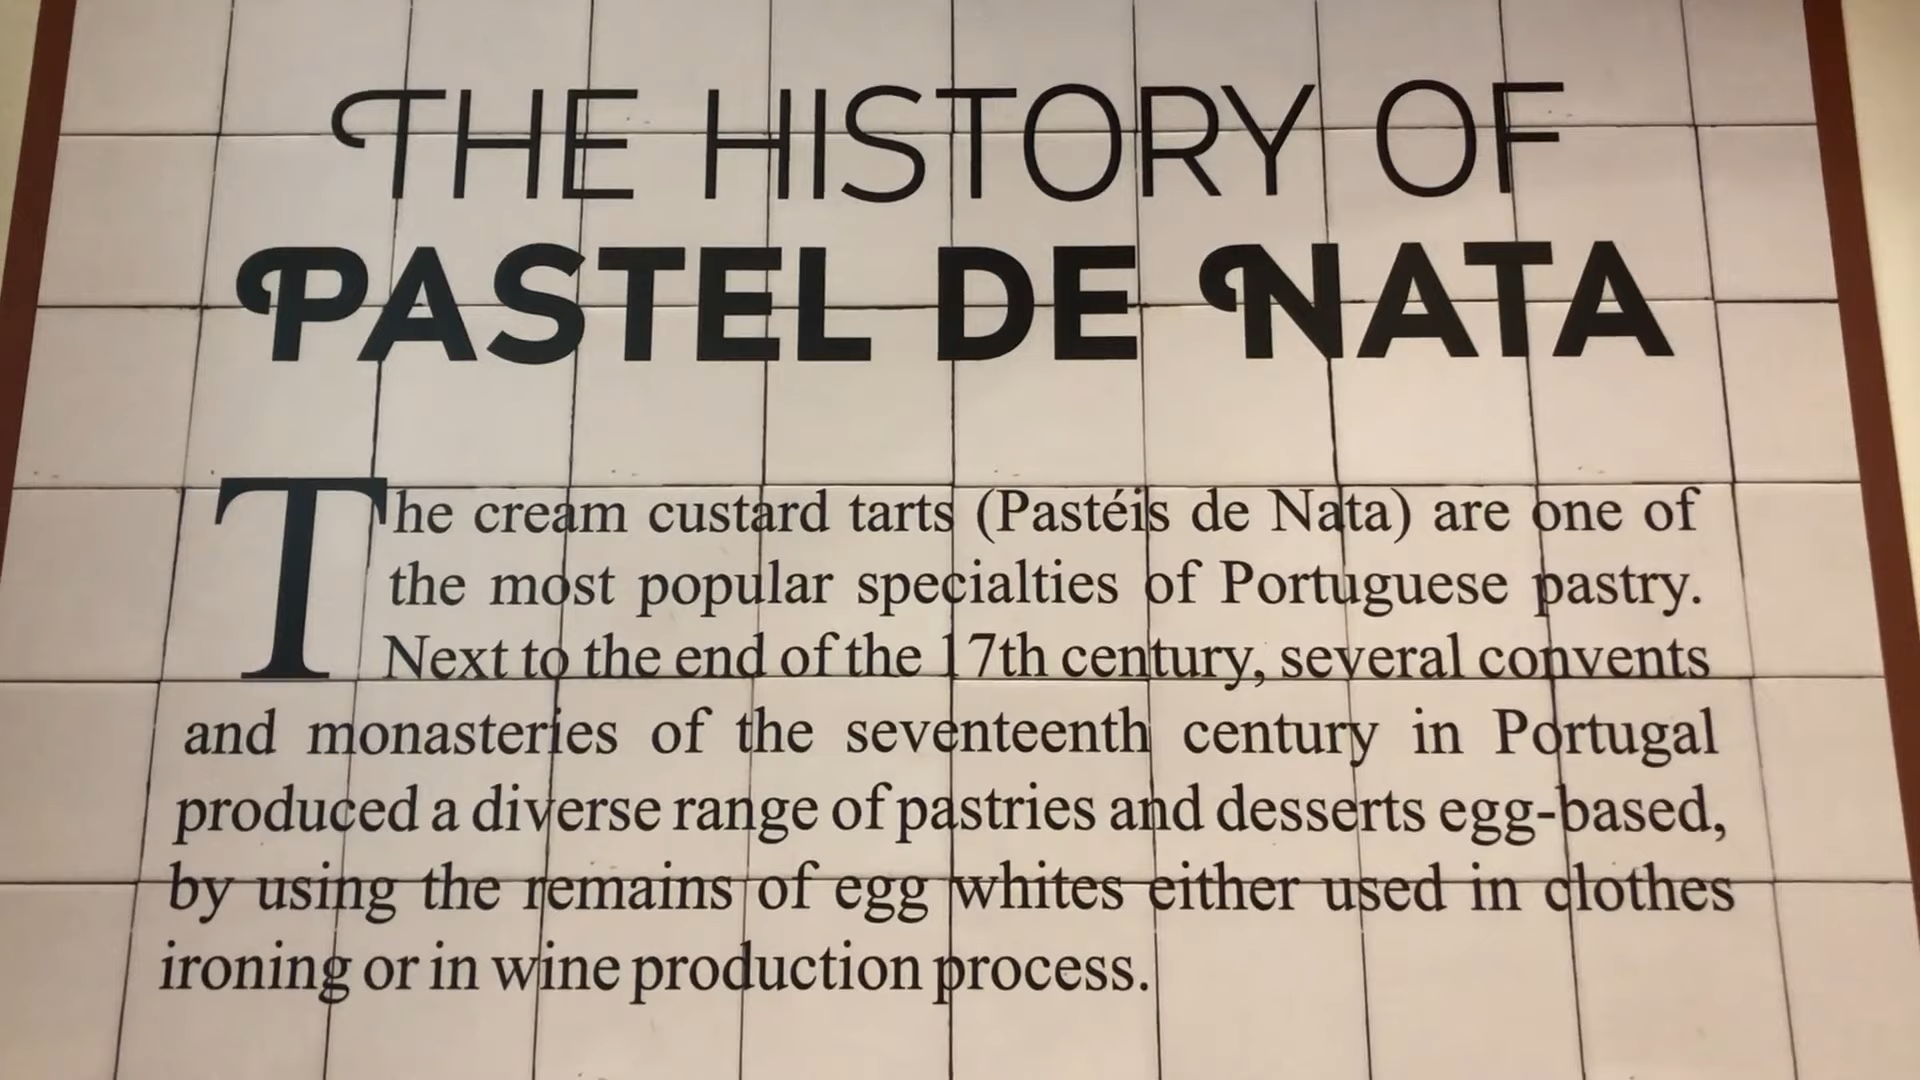 THE HISTORY OF
PASTEL DE NATA
The cream custard tarts (Pastéis de Nata) are one of
the most popular specialties of Portuguese pastry.
Next to the end of the 17th century, several convents
and monasteries of the seventeenth century in Portugal
produced a diverse range of pastries and desserts egg-based,
by using the remains of egg whites either used in clothes
ironing or in wine production process.